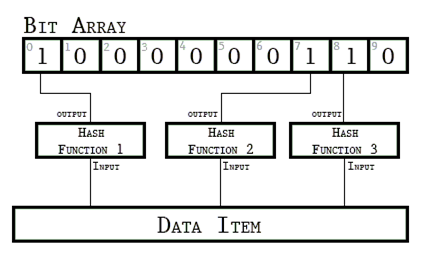 Bit Array
0 1 2 3 4 5 6 7 8 9
1 0 0 0 0 0 0 1 1 0
output output output
Hash Hash Hash
Function 1 Function 2 Function 3
Input Input Input
Data Item